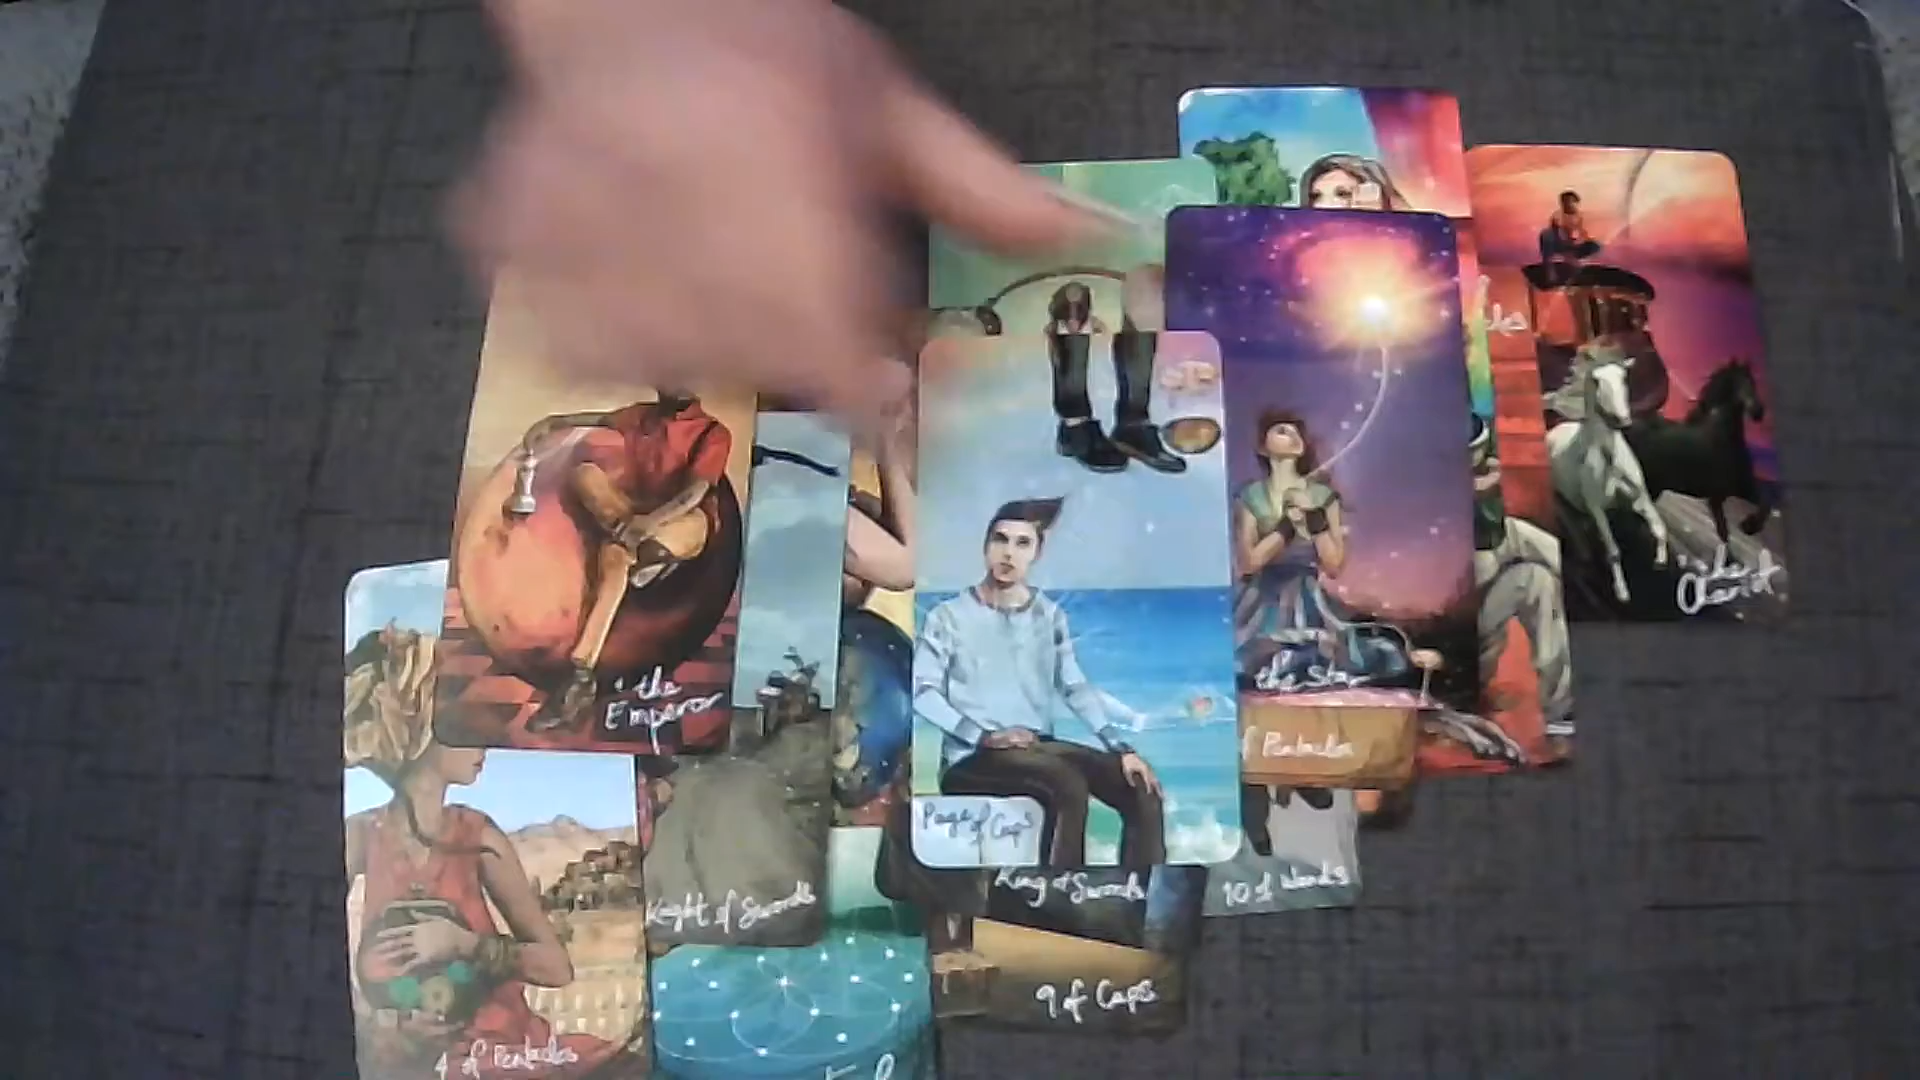 the
Chariot
the
Emperor
the Star
f Pentacles
Page of Cups
King of Swords
10 of Wands
Knight of Swords
9 of Cups
4 of Pentacles